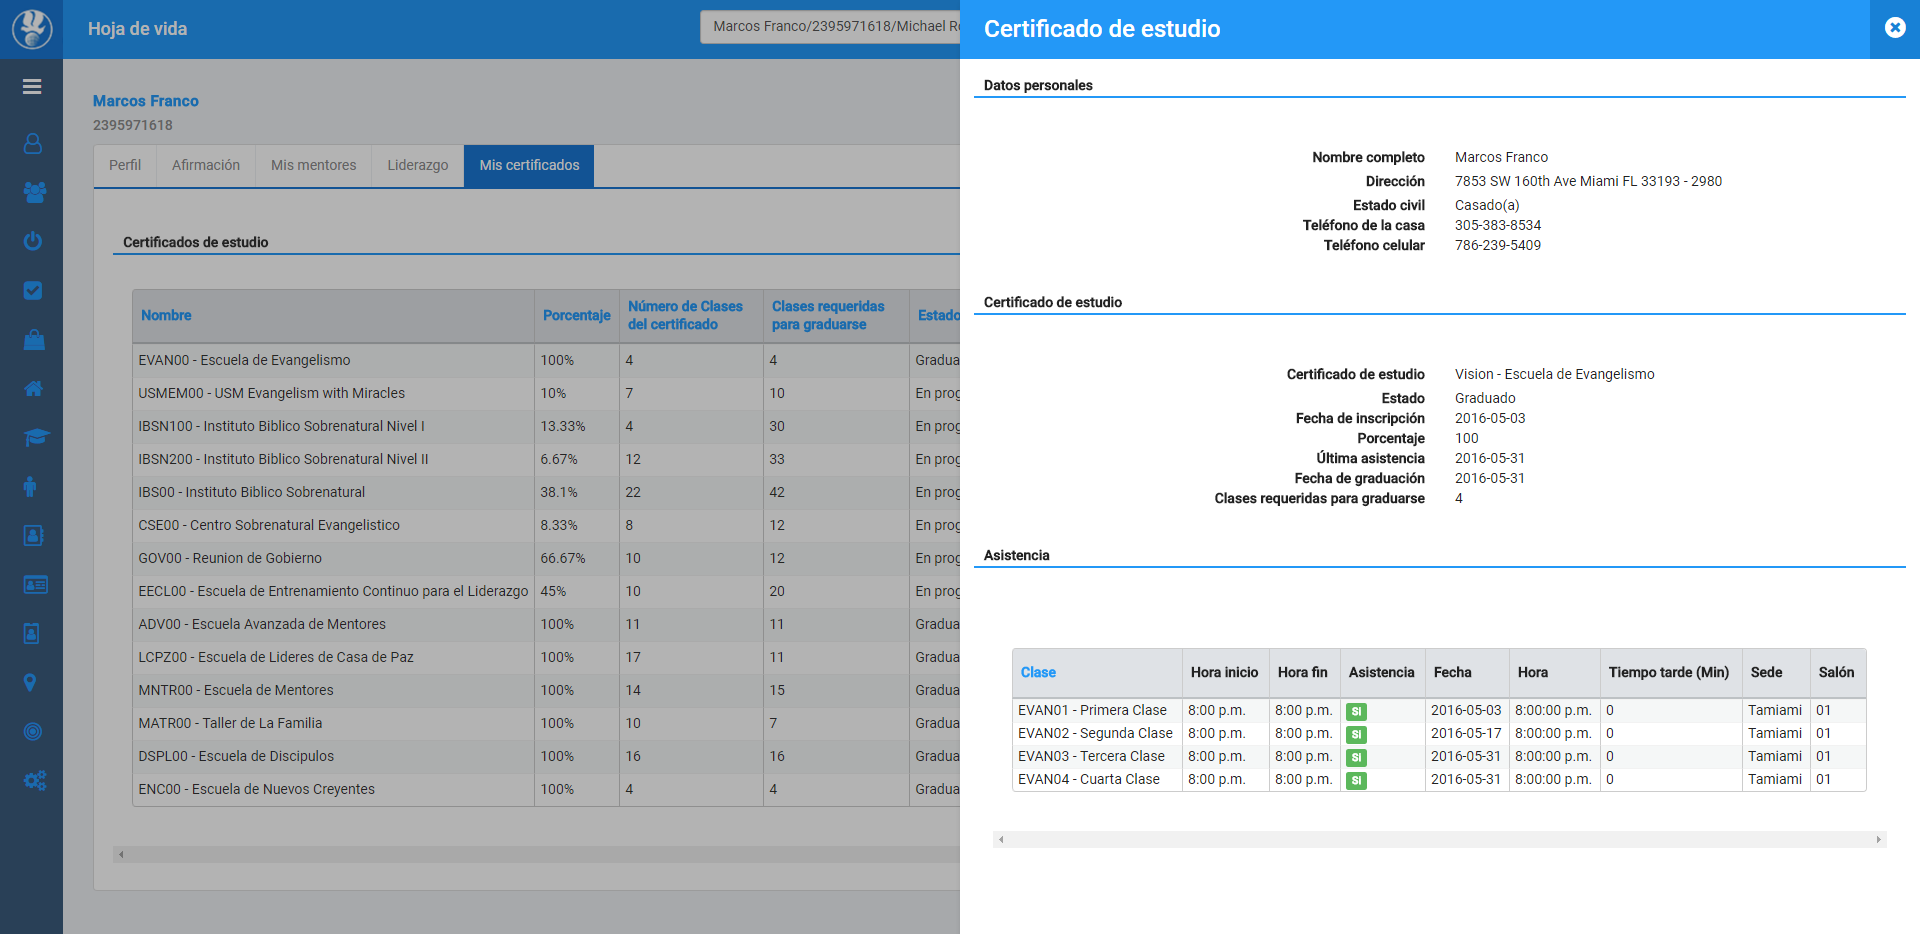 Hoja de vida
Marcos Franco/2395971618/Michael
Marcos Franco
2395971618
Perfil Afirmación Mis mentores Liderazgo Mis certificados
Certificados de estudio
Nombre Porcentaje Número de Clases del certificado Clases requeridas para graduarse Estado
EVAN00 - Escuela de Evangelismo 100% 4 4 Gradua
USMEM00 - USM Evangelism with Miracles 10% 7 10 En prog
IBSN100 - Instituto Biblico Sobrenatural Nivel I 13.33% 4 30 En prog
IBSN200 - Instituto Biblico Sobrenatural Nivel II 6.67% 12 33 En prog
IBS00 - Instituto Biblico Sobrenatural 38.1% 22 42 En prog
CSE00 - Centro Sobrenatural Evangelistico 8.33% 8 12 En prog
GOV00 - Reunion de Gobierno 66.67% 10 12 En prog
EECL00 - Escuela de Entrenamiento Continuo para el Liderazgo 45% 10 20 En prog
ADV00 - Escuela Avanzada de Mentores 100% 11 11 Gradua
LCPZ00 - Escuela de Lideres de Casa de Paz 100% 17 11 Gradua
MNTR00 - Escuela de Mentores 100% 14 15 Gradua
MATR00 - Taller de La Familia 100% 10 7 Gradua
DSPL00 - Escuela de Discipulos 100% 16 16 Gradua
ENC00 - Escuela de Nuevos Creyentes 100% 4 4 Gradua
Certificado de estudio
Datos personales
Nombre completo Marcos Franco
Dirección 7853 SW 160th Ave Miami FL 33193 - 2980
Estado civil Casado(a)
Teléfono de la casa 305-383-8534
Teléfono celular 786-239-5409
Certificado de estudio
Certificado de estudio Vision - Escuela de Evangelismo
Estado Graduado
Fecha de inscripción 2016-05-03
Porcentaje 100
Última asistencia 2016-05-31
Fecha de graduación 2016-05-31
Clases requeridas para graduarse 4
Asistencia
Clase Hora inicio Hora fin Asistencia Fecha Hora Tiempo tarde (Min) Sede Salón
EVAN01 - Primera Clase 8:00 p.m. 8:00 p.m. SI 2016-05-03 8:00:00 p.m. 0 Tamiami 01
EVAN02 - Segunda Clase 8:00 p.m. 8:00 p.m. SI 2016-05-17 8:00:00 p.m. 0 Tamiami 01
EVAN03 - Tercera Clase 8:00 p.m. 8:00 p.m. SI 2016-05-31 8:00:00 p.m. 0 Tamiami 01
EVAN04 - Cuarta Clase 8:00 p.m. 8:00 p.m. SI 2016-05-31 8:00:00 p.m. 0 Tamiami 01